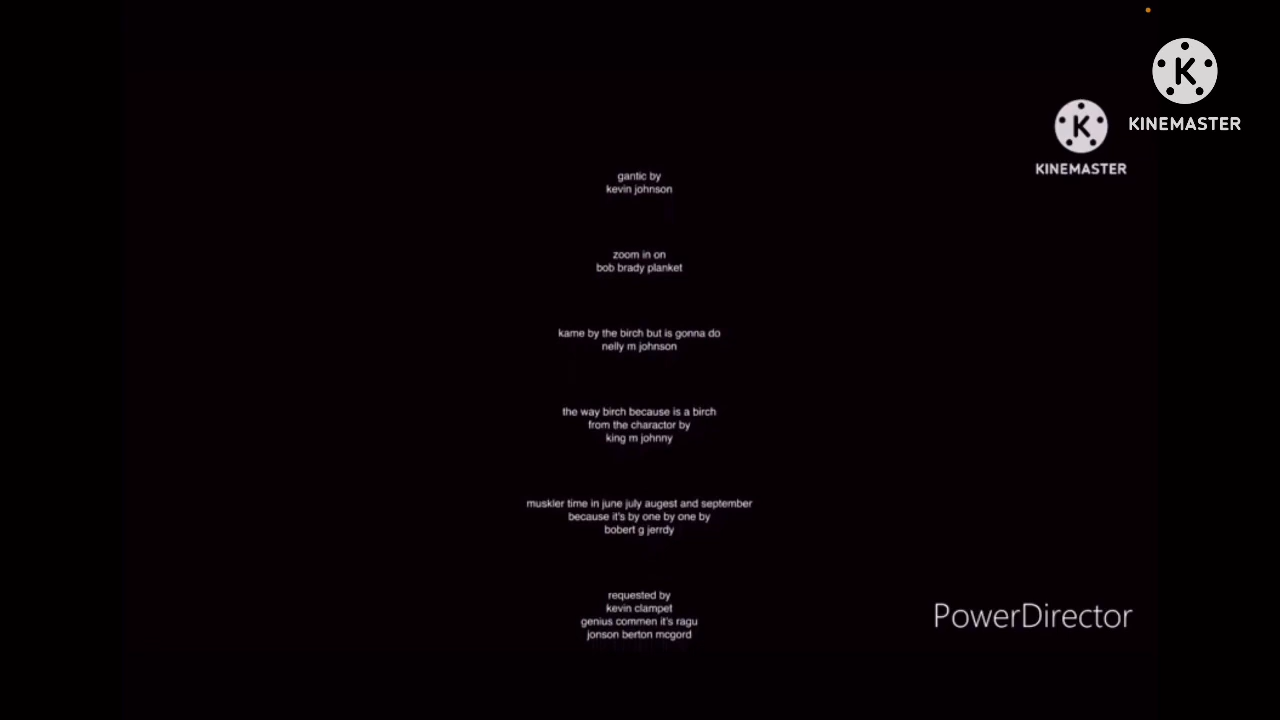 K
KINEMASTER
K
KINEMASTER
gantic by
kevin johnson
zoom in on
bob brady planket
kame by the birch but is gonna do
nelly m johnson
the way birch because is a birch
from the charactor by
king m johnny
muskler time in june july augest and september
because it's by one by one by
bobert g jerrdy
requested by
kevin clampet
genius commen it's ragu
jonson berton mcgord
PowerDirector